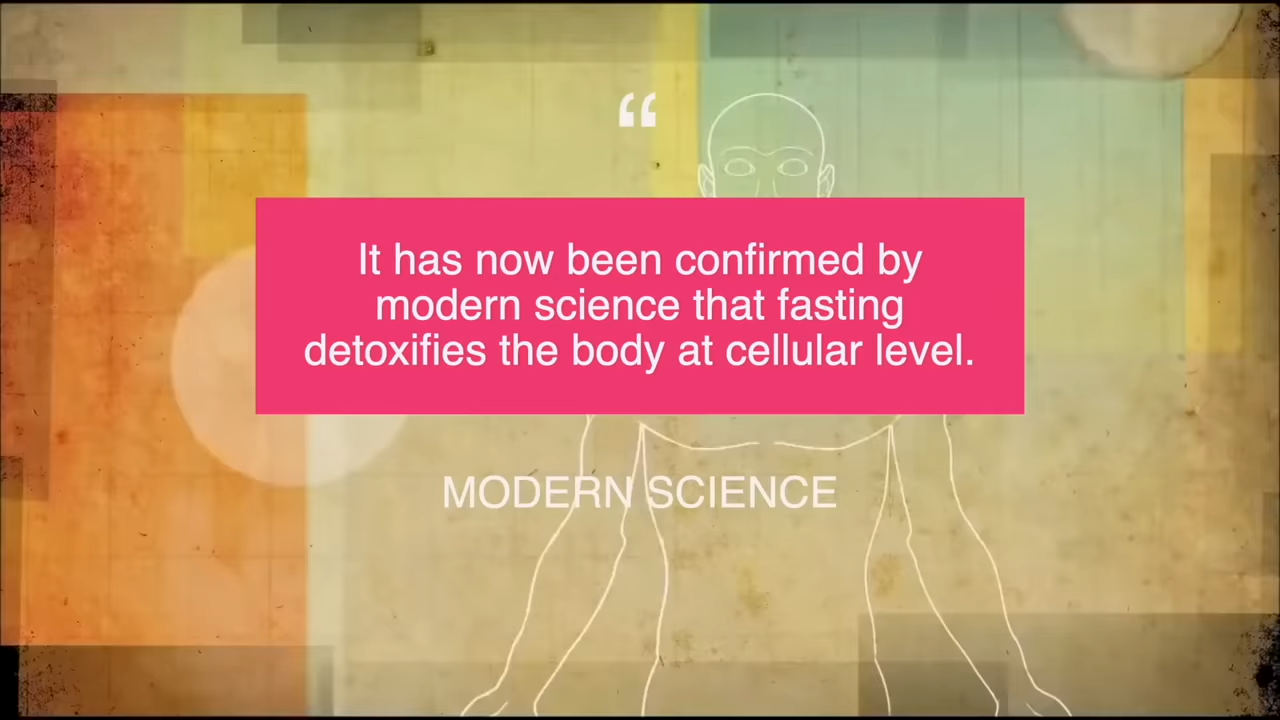 “
It has now been confirmed by
modern science that fasting
detoxifies the body at cellular level.
MODERN SCIENCE